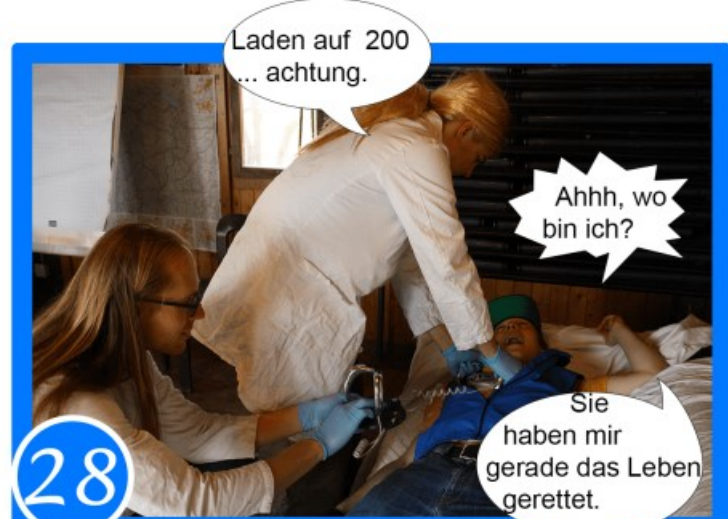 Laden auf 200
... achtung.
Ahhh, wo
bin ich?
Sie
haben mir
gerade das Leben
gerettet.
28